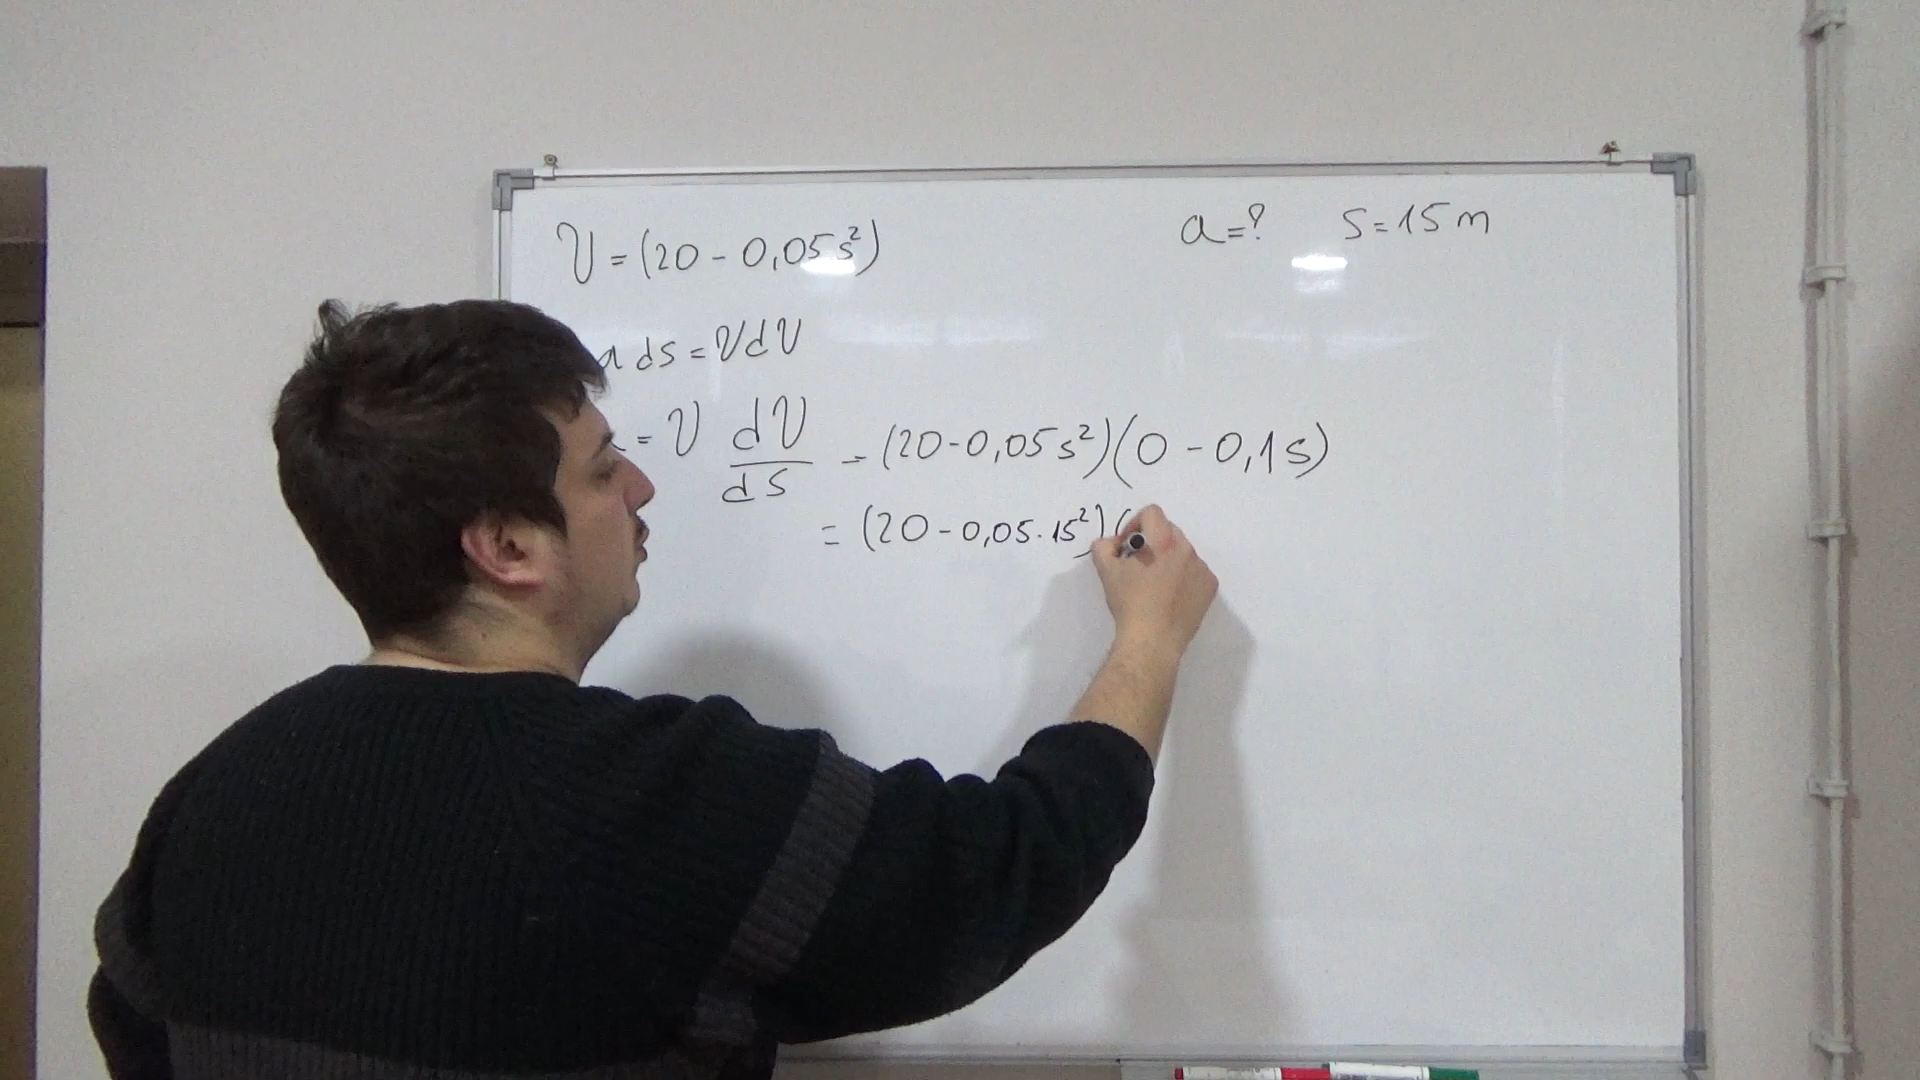 V = (20 - 0,05 s²)
a = ? s = 15 m
a ds = V dV
= V dV/ds = (20 - 0,05 s²)(0 - 0,1 s)
= (20 - 0,05 · 15²)(